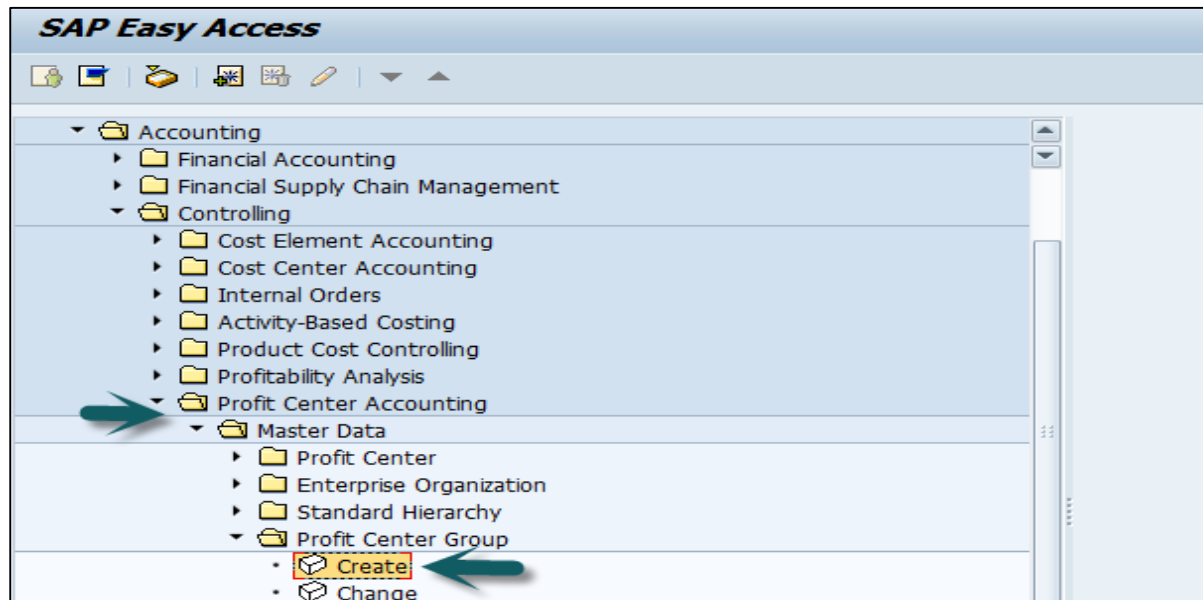 SAP Easy Access
Accounting
Financial Accounting
Financial Supply Chain Management
Controlling
Cost Element Accounting
Cost Center Accounting
Internal Orders
Activity-Based Costing
Product Cost Controlling
Profitability Analysis
Profit Center Accounting
Master Data
Profit Center
Enterprise Organization
Standard Hierarchy
Profit Center Group
Create
Change